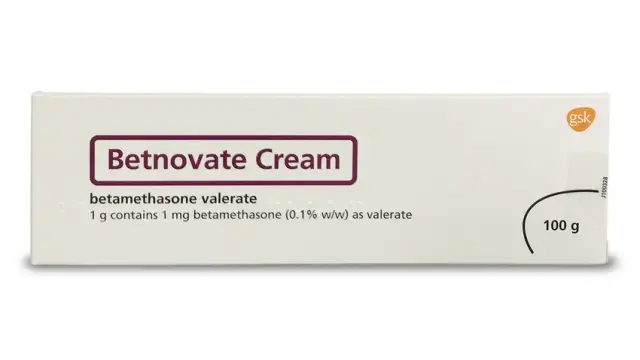 gsk
Betnovate Cream
betamethasone valerate
1 g contains 1 mg betamethasone (0.1% w/w) as valerate
100 g